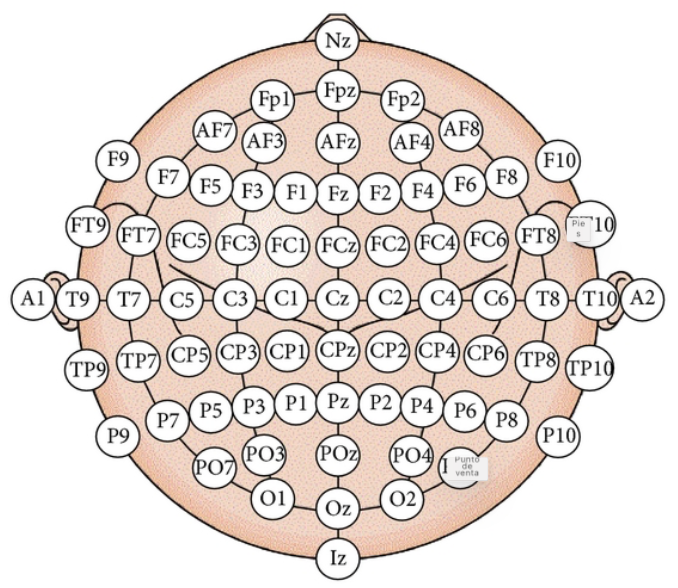 Nz
Fp1 Fpz Fp2
AF7 AF3 AFz AF4 AF8
F9 F10
F7 F5 F3 F1 Fz F2 F4 F6 F8
FT9 FT7 FC5 FC3 FC1 FCz FC2 FC4 FC6 FT8 10
Pie
s
A1 T9 T7 C5 C3 C1 Cz C2 C4 C6 T8 T10 A2
TP9 TP7 CP5 CP3 CP1 CPz CP2 CP4 CP6 TP8 TP10
P9 P7 P5 P3 P1 Pz P2 P4 P6 P8 P10
PO7 PO3 POz PO4
Punto
de
venta
O1 Oz O2
Iz